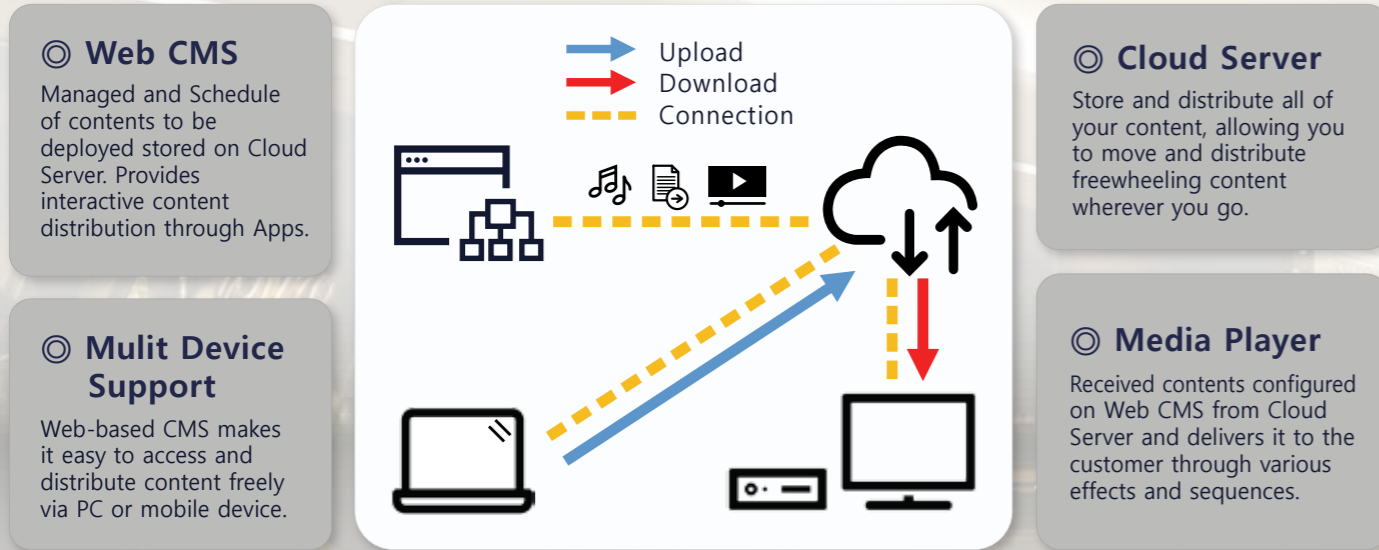 ◎ Web CMS
Managed and Schedule
of contents to be
deployed stored on Cloud
Server. Provides
interactive content
distribution through Apps.
◎ Mulit Device
Support
Web-based CMS makes
it easy to access and
distribute content freely
via PC or mobile device.
Upload
Download
Connection
◎ Cloud Server
Store and distribute all of
your content, allowing you
to move and distribute
freewheeling content
wherever you go.
◎ Media Player
Received contents configured
on Web CMS from Cloud
Server and delivers it to the
customer through various
effects and sequences.